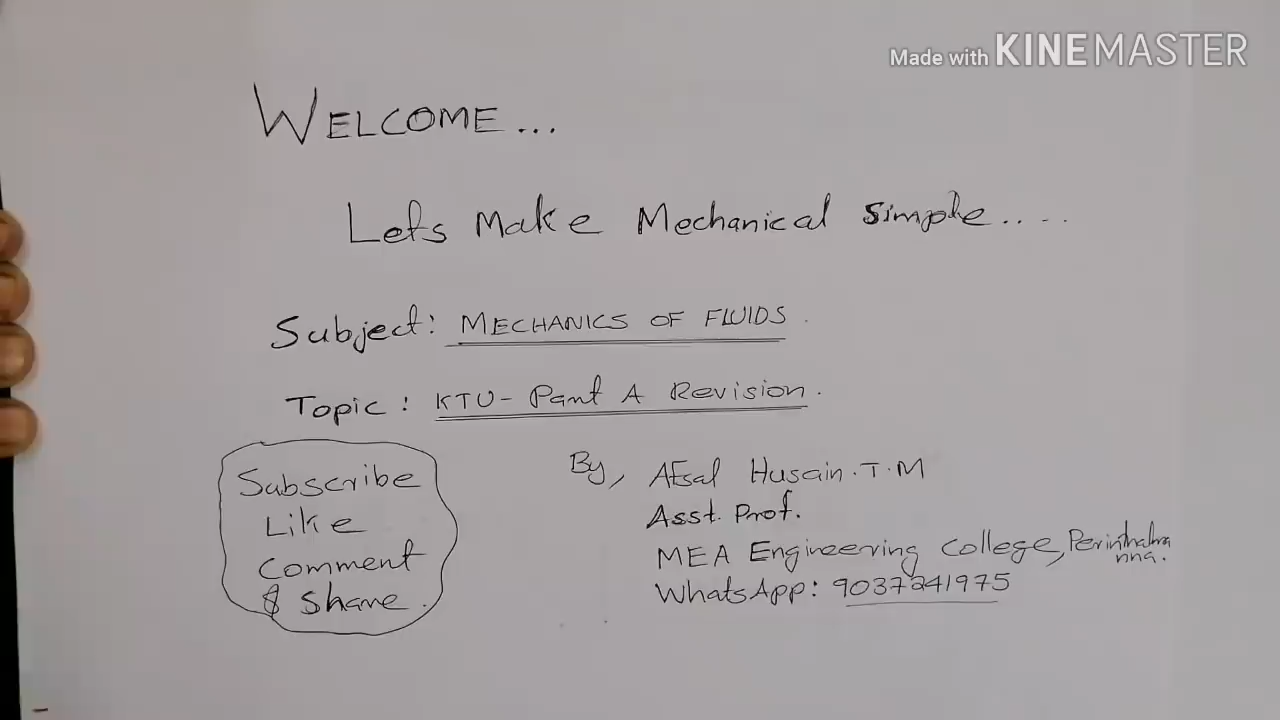 Made with KINEMASTER
WELCOME...
Lets Make Mechanical Simple....
Subject: MECHANICS OF FLUIDS.
Topic: KTU- Part A Revision.
Subscribe
Like
Comment
& Share.
By, Afsal Husain.T.M
Asst. Prof.
MEA Engineering College, Perinthalmanna.
WhatsApp: 9037241975